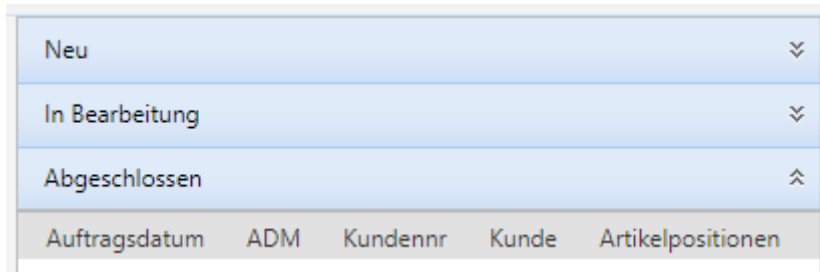 Neu
In Bearbeitung
Abgeschlossen
Auftragsdatum ADM Kundennr Kunde Artikelpositionen